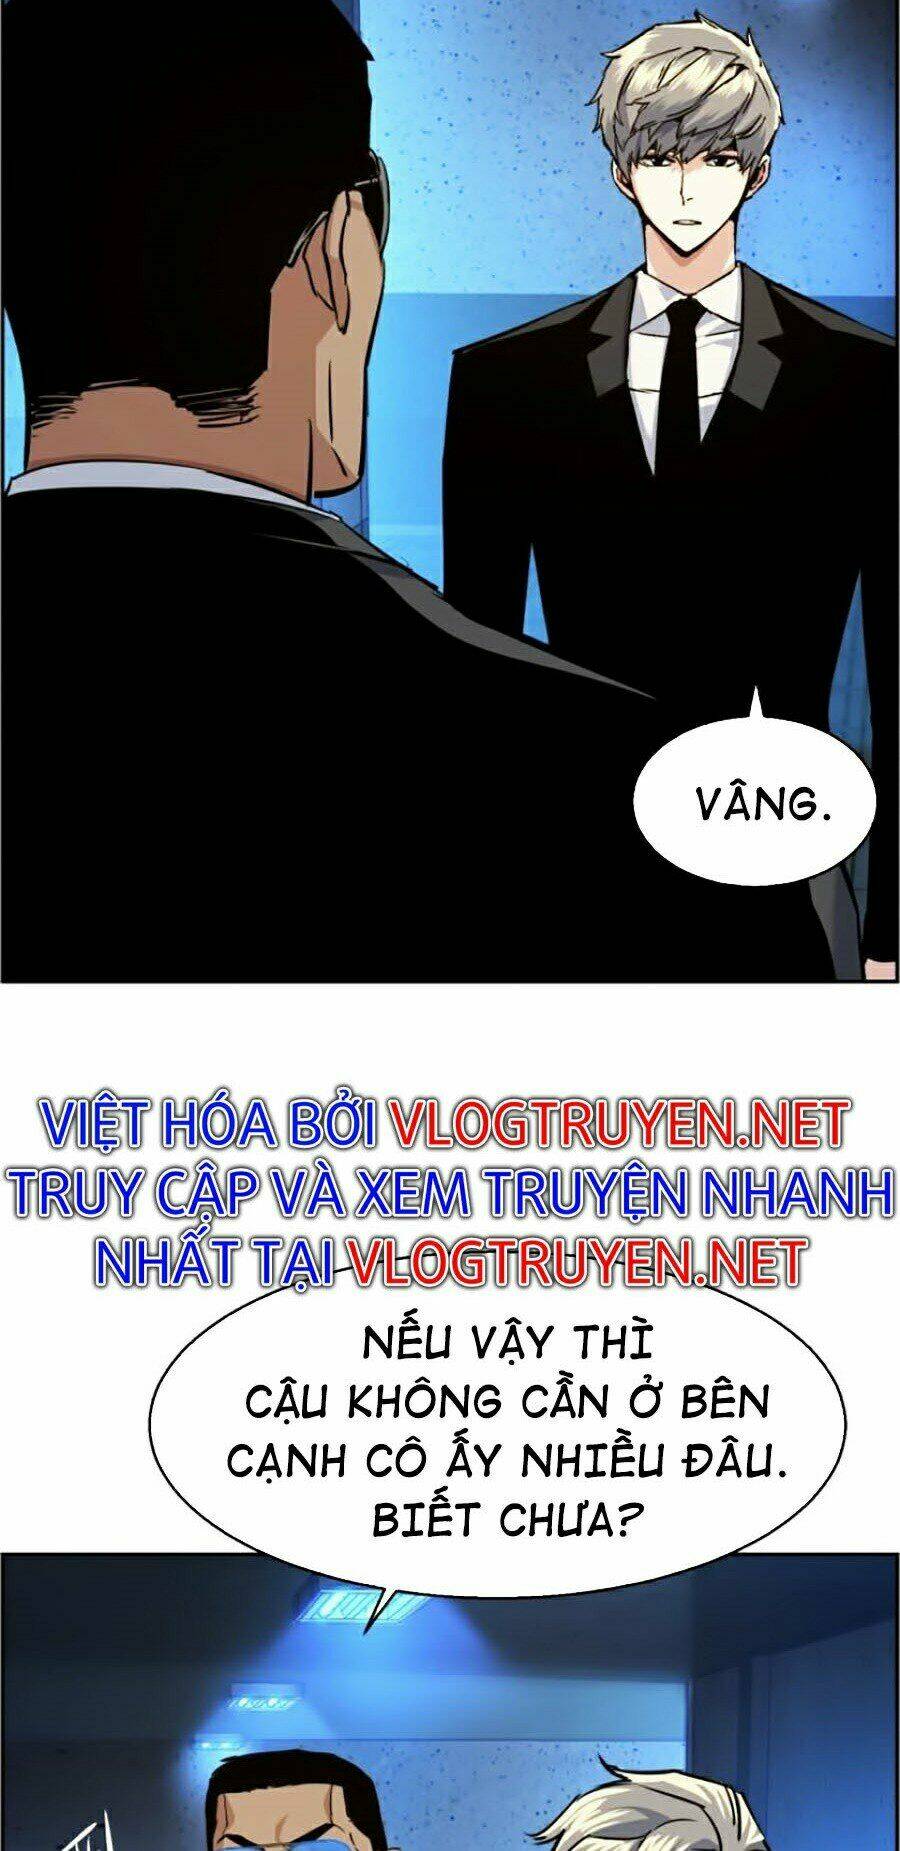 VÂNG.
VIỆT HÓA BỞI VLOGTRUYEN.NET
TRUY CẬP VÀ XEM TRUYỆN NHANH
NHẤT TẠI VLOGTRUYEN.NET
NẾU VẬY THÌ
CẬU KHÔNG CẦN Ở BÊN
CẠNH CÔ ẤY NHIỀU ĐÂU.
BIẾT CHƯA?